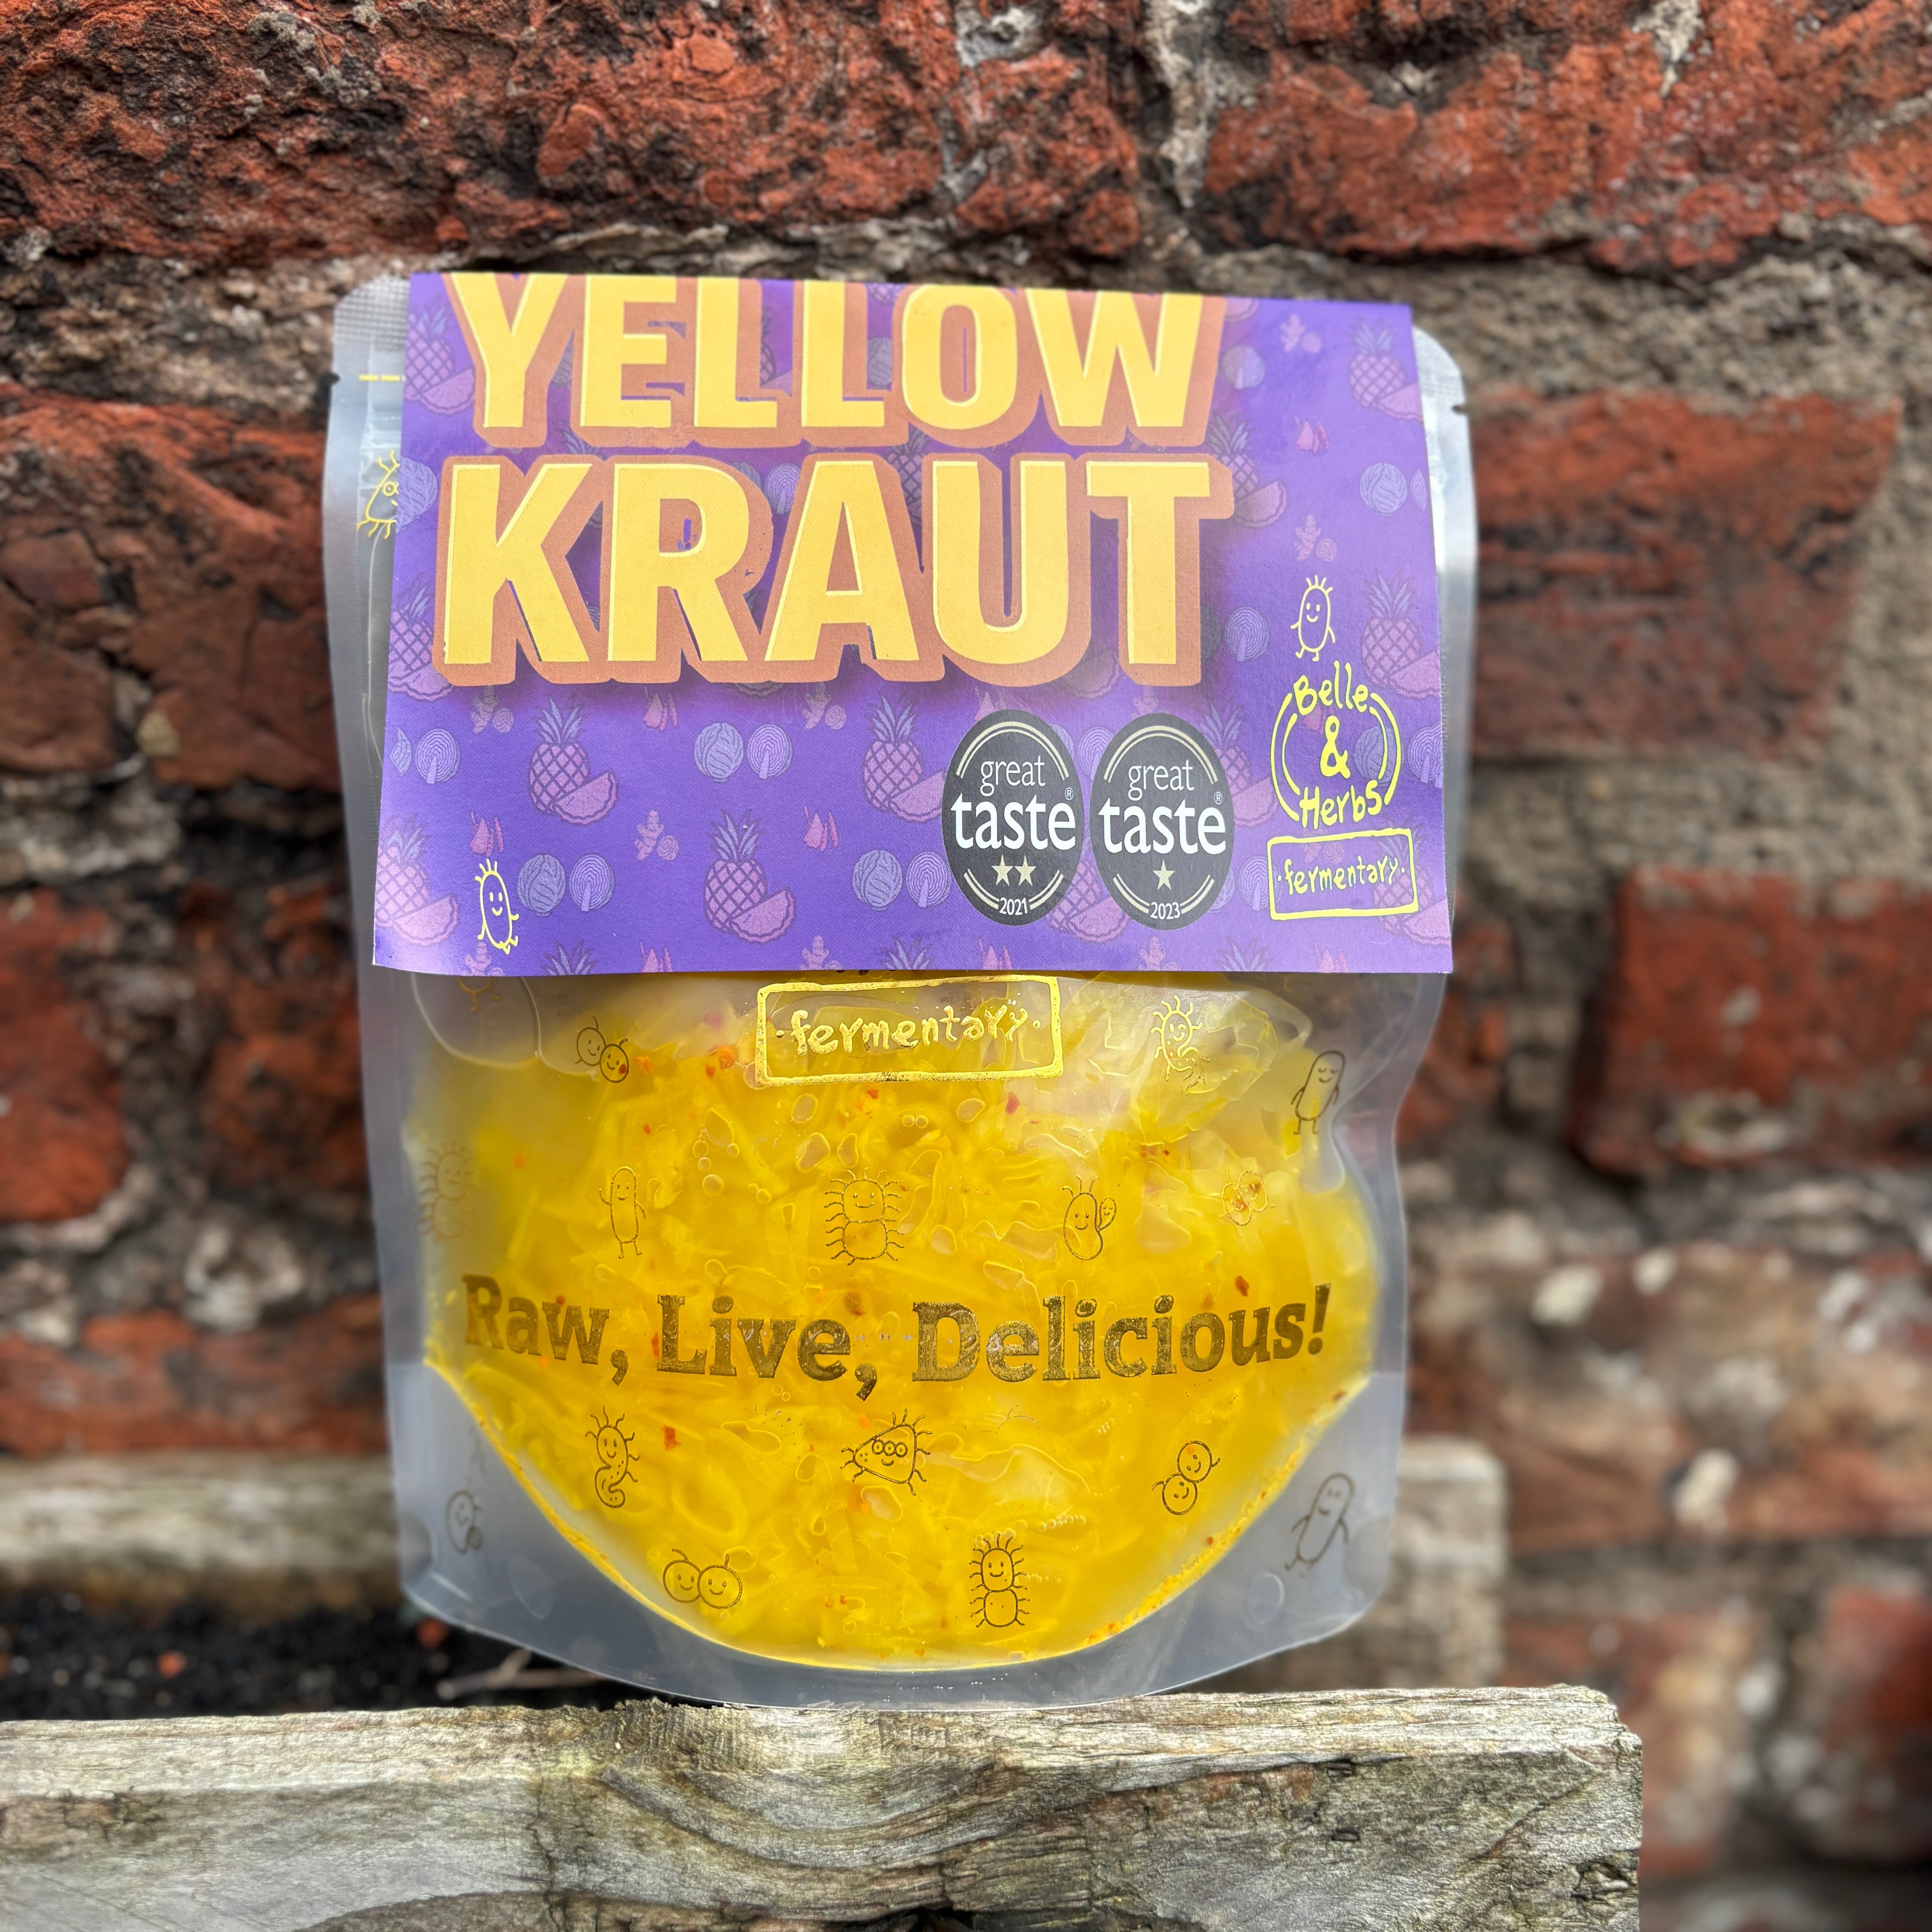 YELLOW
KRAUT
great
taste®
2021
great
taste®
2023
Belle
&
Herbs
·fermentary·
·fermentary·
Raw, Live, Delicious!